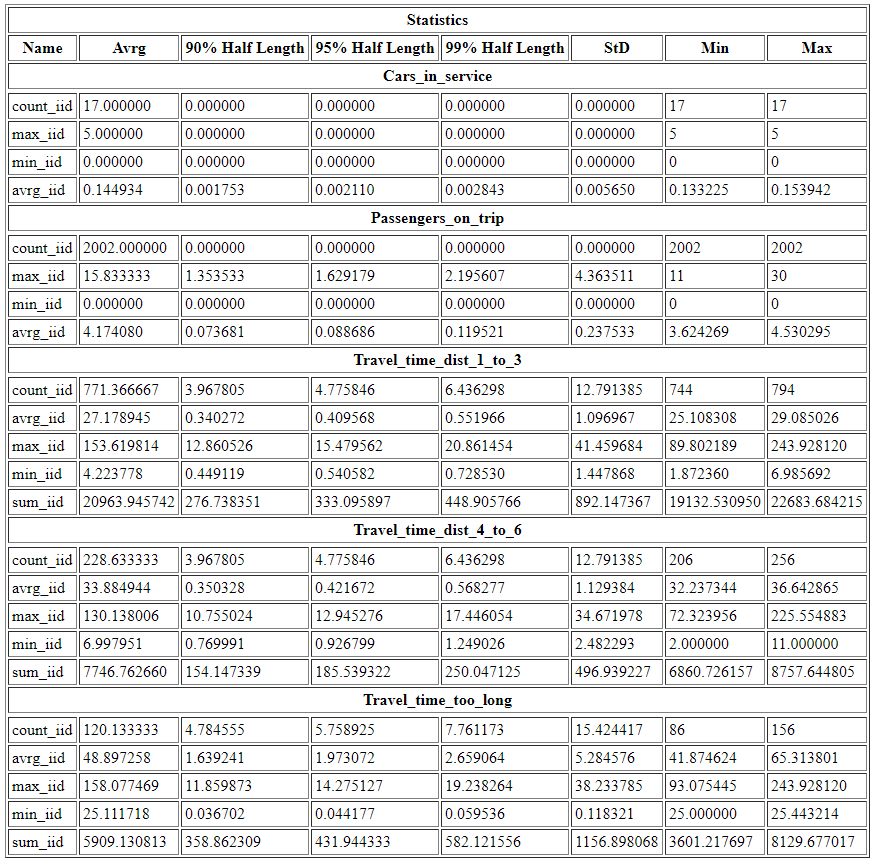 Statistics
Name Avrg 90% Half Length 95% Half Length 99% Half Length StD Min Max
Cars_in_service
count_iid 17.000000 0.000000 0.000000 0.000000 0.000000 17 17
max_iid 5.000000 0.000000 0.000000 0.000000 0.000000 5 5
min_iid 0.000000 0.000000 0.000000 0.000000 0.000000 0 0
avrg_iid 0.144934 0.001753 0.002110 0.002843 0.005650 0.133225 0.153942
Passengers_on_trip
count_iid 2002.000000 0.000000 0.000000 0.000000 0.000000 2002 2002
max_iid 15.833333 1.353533 1.629179 2.195607 4.363511 11 30
min_iid 0.000000 0.000000 0.000000 0.000000 0.000000 0 0
avrg_iid 4.174080 0.073681 0.088686 0.119521 0.237533 3.624269 4.530295
Travel_time_dist_1_to_3
count_iid 771.366667 3.967805 4.775846 6.436298 12.791385 744 794
avrg_iid 27.178945 0.340272 0.409568 0.551966 1.096967 25.108308 29.085026
max_iid 153.619814 12.860526 15.479562 20.861454 41.459684 89.802189 243.928120
min_iid 4.223778 0.449119 0.540582 0.728530 1.447868 1.872360 6.985692
sum_iid 20963.945742 276.738351 333.095897 448.905766 892.147367 19132.530950 22683.684215
Travel_time_dist_4_to_6
count_iid 228.633333 3.967805 4.775846 6.436298 12.791385 206 256
avrg_iid 33.884944 0.350328 0.421672 0.568277 1.129384 32.237344 36.642865
max_iid 130.138006 10.755024 12.945276 17.446054 34.671978 72.323956 225.554883
min_iid 6.997951 0.769991 0.926799 1.249026 2.482293 2.000000 11.000000
sum_iid 7746.762660 154.147339 185.539322 250.047125 496.939227 6860.726157 8757.644805
Travel_time_too_long
count_iid 120.133333 4.784555 5.758925 7.761173 15.424417 86 156
avrg_iid 48.897258 1.639241 1.973072 2.659064 5.284576 41.874624 65.313801
max_iid 158.077469 11.859873 14.275127 19.238264 38.233785 93.075445 243.928120
min_iid 25.111718 0.036702 0.044177 0.059536 0.118321 25.000000 25.443214
sum_iid 5909.130813 358.862309 431.944333 582.121556 1156.898068 3601.217697 8129.677017